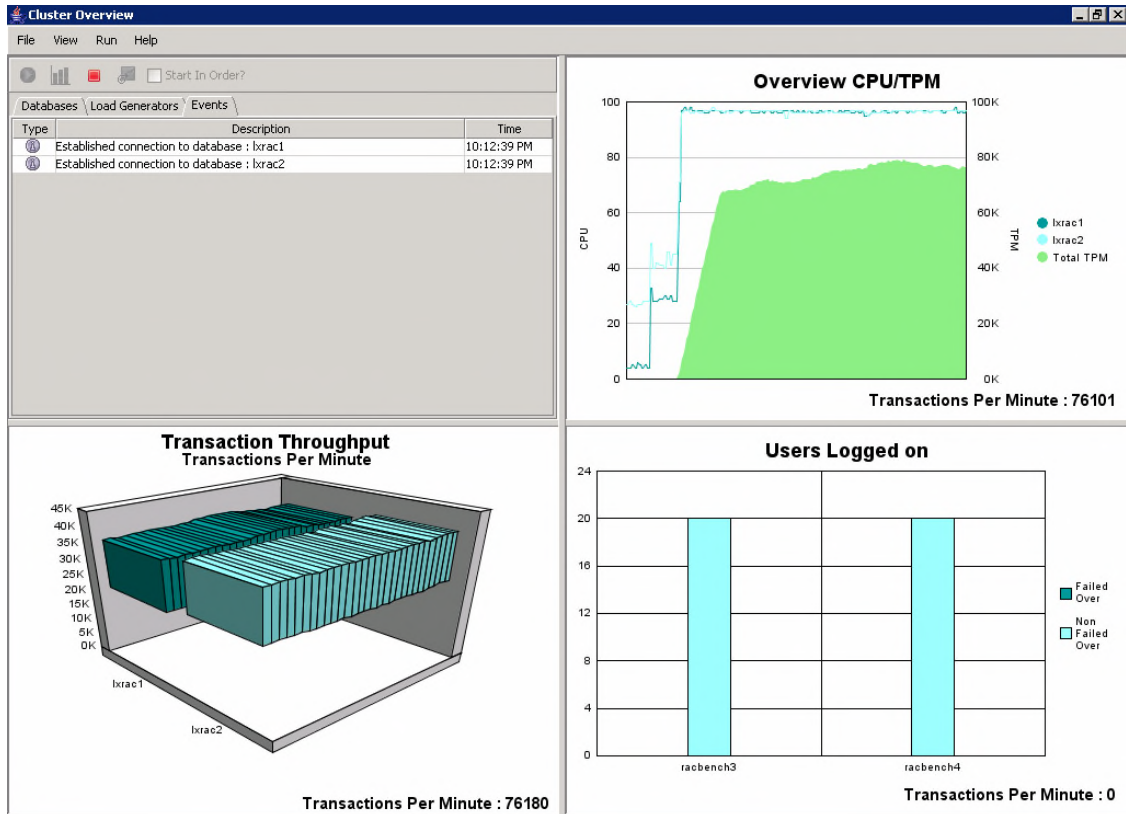 Cluster Overview
File View Run Help
Start In Order?
Databases Load Generators Events
Type Description Time
Established connection to database : lxrac1 10:12:39 PM
Established connection to database : lxrac2 10:12:39 PM
Overview CPU/TPM
100 100K
80 80K
60 60K
40 40K
20 20K
0 0K
CPU
TPM
lxrac1
lxrac2
Total TPM
Transactions Per Minute : 76101
Transaction Throughput
Transactions Per Minute
45K
40K
35K
30K
25K
20K
15K
10K
5K
0K
lxrac1
lxrac2
Transactions Per Minute : 76180
Users Logged on
24
20
16
12
8
4
0
racbench3 racbench4
Failed
Over
Non
Failed
Over
Transactions Per Minute : 0